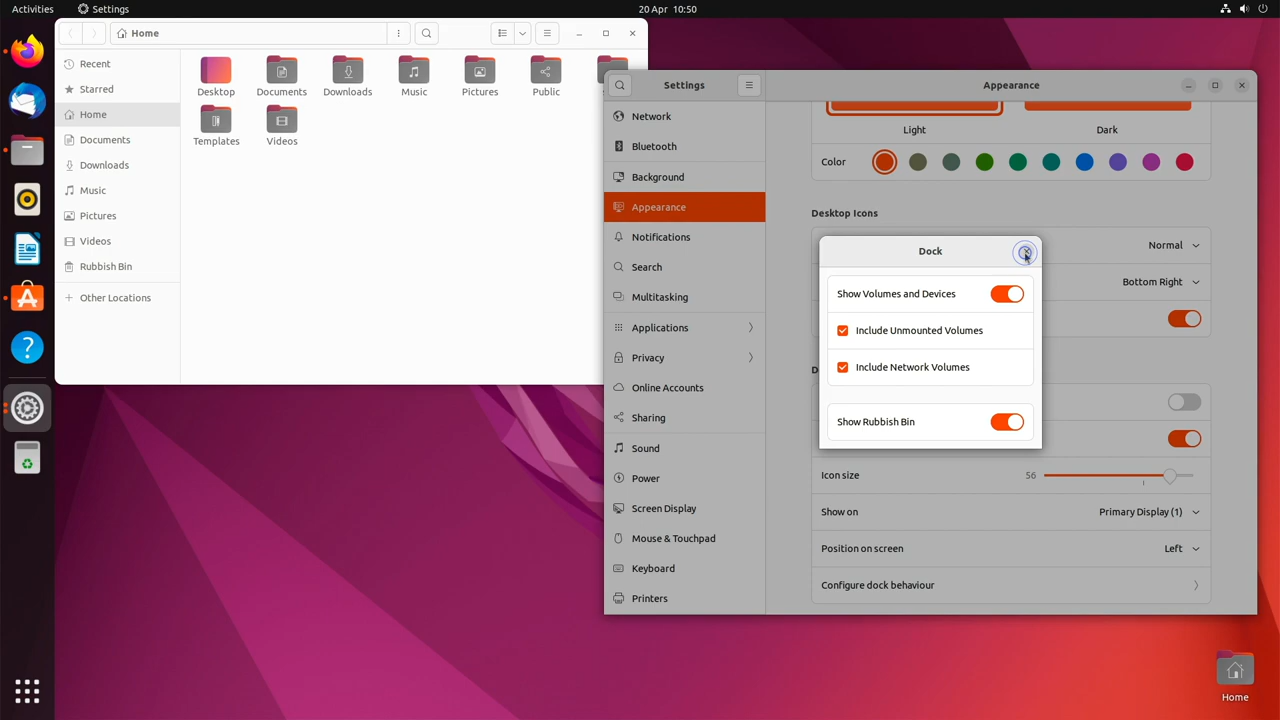 Activities
Settings
20 Apr 10:50
Home
Recent
Starred
Home
Documents
Downloads
Music
Pictures
Videos
Rubbish Bin
Other Locations
Desktop
Documents
Downloads
Music
Pictures
Public
Templates
Videos
Settings
Appearance
Network
Bluetooth
Background
Appearance
Notifications
Search
Multitasking
Applications
Privacy
Online Accounts
Sharing
Sound
Power
Screen Display
Mouse & Touchpad
Keyboard
Printers
Light
Dark
Color
Desktop Icons
Normal
Bottom Right
Dock
Show Volumes and Devices
Include Unmounted Volumes
Include Network Volumes
Show Rubbish Bin
Icon size
56
Show on
Primary Display (1)
Position on screen
Left
Configure dock behaviour
Home